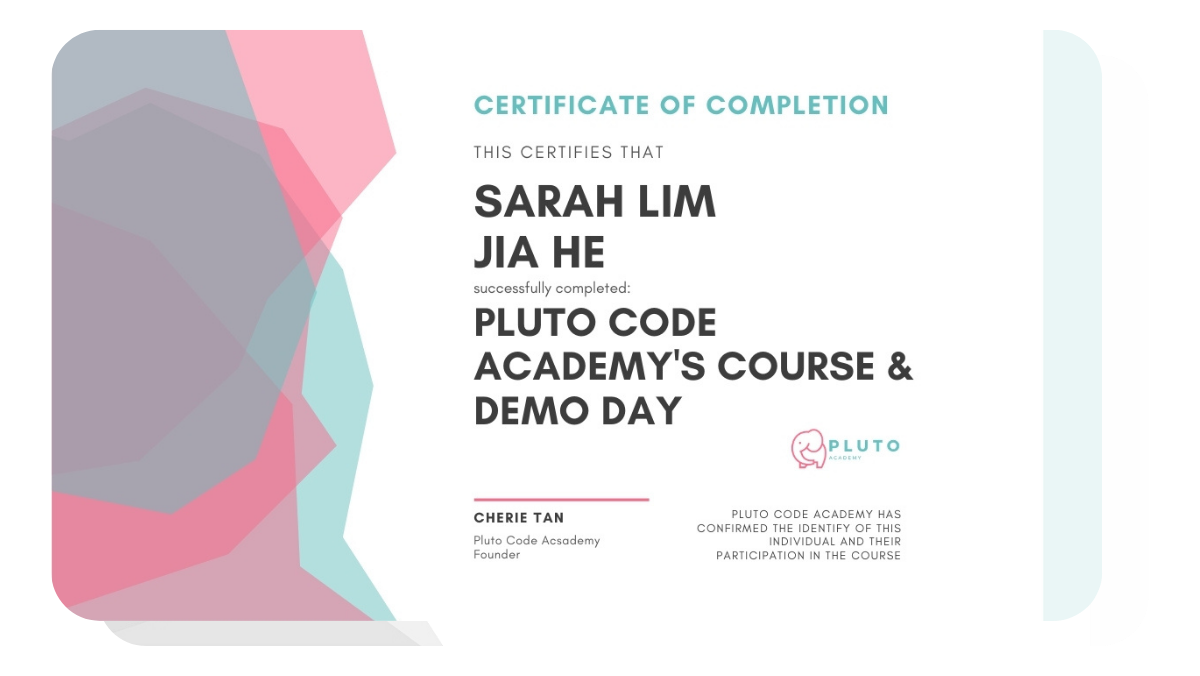 CERTIFICATE OF COMPLETION
THIS CERTIFIES THAT
SARAH LIM
JIA HE
successfully completed:
PLUTO CODE
ACADEMY'S COURSE &
DEMO DAY
PLUTO
ACADEMY
CHERIE TAN
Pluto Code Acsademy
Founder
PLUTO CODE ACADEMY HAS
CONFIRMED THE IDENTIFY OF THIS
INDIVIDUAL AND THEIR
PARTICIPATION IN THE COURSE